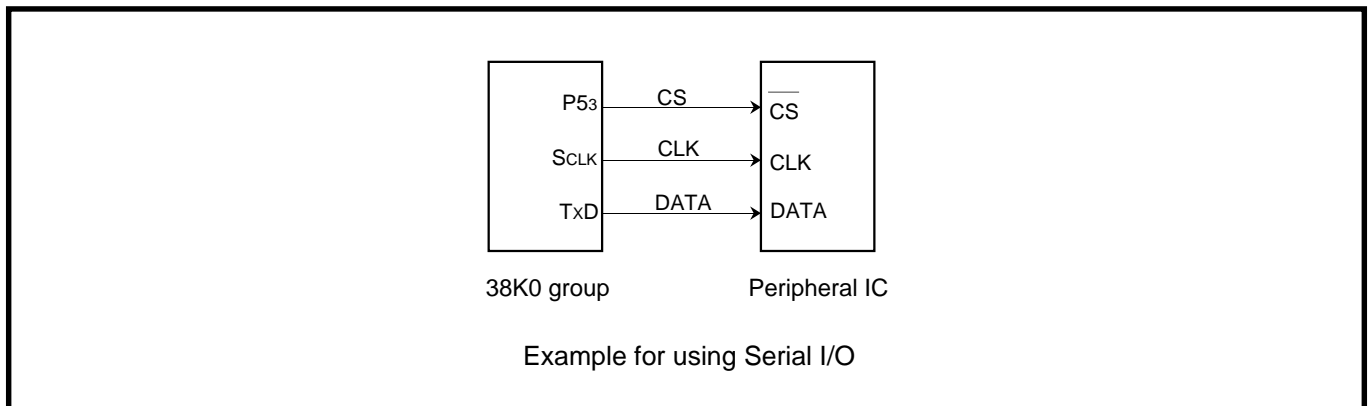 P53 CS CS
SCLK CLK CLK
TxD DATA DATA
38K0 group Peripheral IC
Example for using Serial I/O